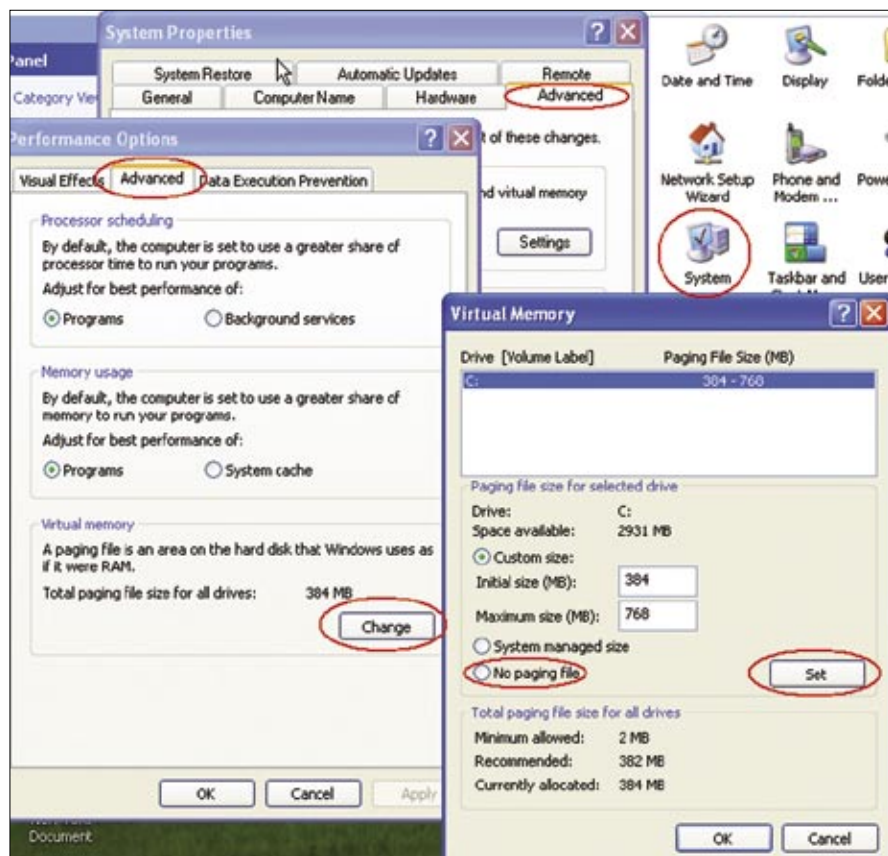 System Properties
System Restore
Automatic Updates
Remote
General
Computer Name
Hardware
Advanced
t of these changes.
nd virtual memory
Settings
Panel
Category Vie
Performance Options
Visual Effects
Advanced
Data Execution Prevention
Processor scheduling
By default, the computer is set to use a greater share of
processor time to run your programs.
Adjust for best performance of:
Programs
Background services
Memory usage
By default, the computer is set to use a greater share of
memory to run your programs.
Adjust for best performance of:
Programs
System cache
Virtual memory
A paging file is an area on the hard disk that Windows uses as
if it were RAM.
Total paging file size for all drives:
384 MB
Change
OK
Cancel
Apply
Document
Date and Time
Display
Folde
Network Setup
Wizard
Phone and
Modem ...
Powe
System
Taskbar and
User
Virtual Memory
Drive [Volume Label]
Paging File Size (MB)
C:
384 - 768
Paging file size for selected drive
Drive:
C:
Space available:
2931 MB
Custom size:
Initial size (MB):
384
Maximum size (MB):
768
System managed size
No paging file
Set
Total paging file size for all drives
Minimum allowed:
2 MB
Recommended:
382 MB
Currently allocated:
384 MB
OK
Cancel